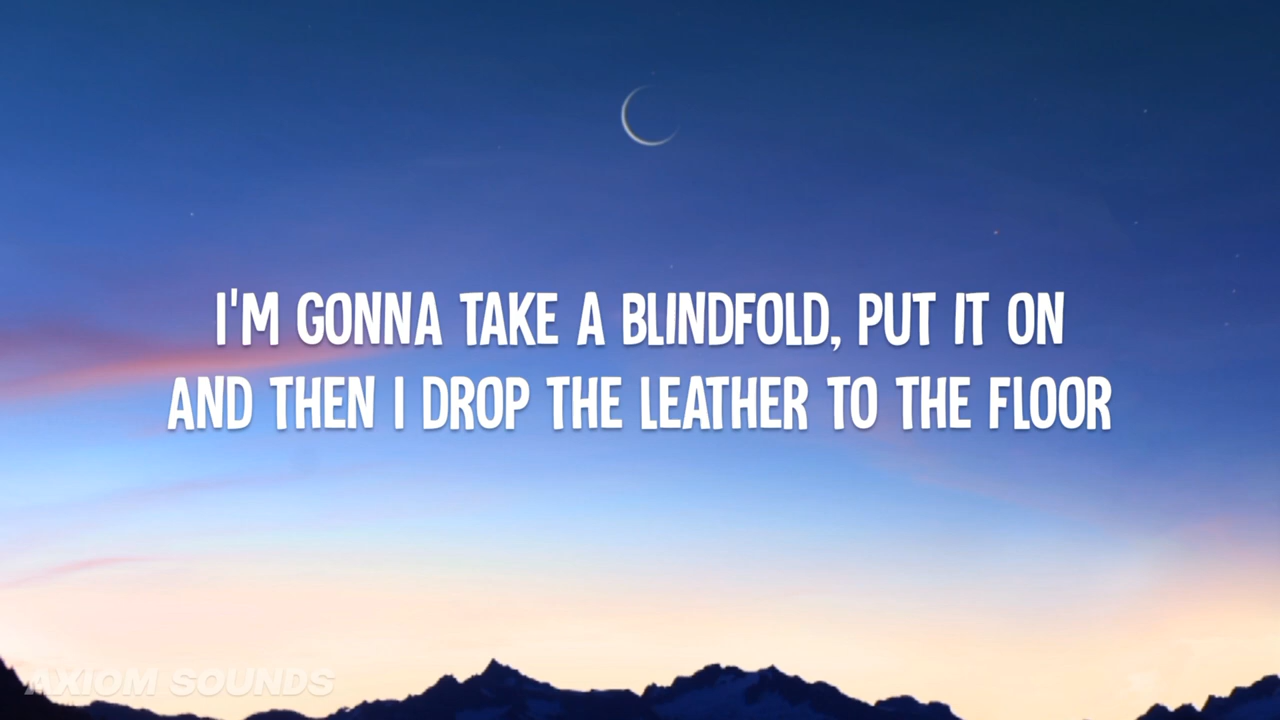 I'M GONNA TAKE A BLINDFOLD, PUT IT ON
AND THEN I DROP THE LEATHER TO THE FLOOR
AXIOM SOUNDS